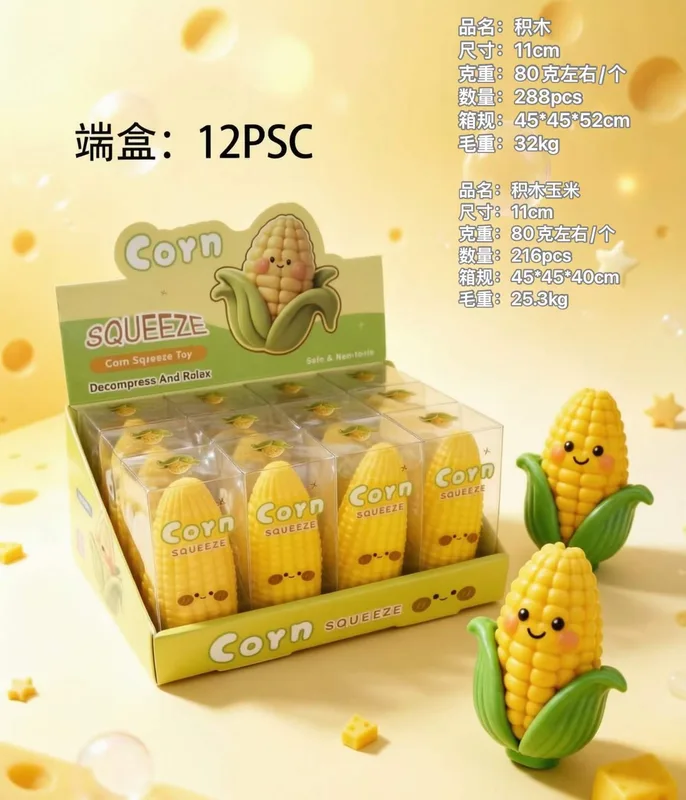 品名：积木
尺寸：11cm
克重：80克左右/个
数量：288pcs
箱规：45*45*52cm
毛重：32kg
端盒：12PSC
品名：积木玉米
尺寸：11cm
克重：80克左右/个
数量：216pcs
箱规：45*45*40cm
毛重：25.3kg
Corn
SQUEEZE
Corn Sqreeze Toy
Safe & Non-toxic
Decompress And Ralax
Corn
SQUEEZE
Corn
SQUEEZE
Corn
SQUEEZE
Corn
SQUEEZE
Corn SQUEEZE